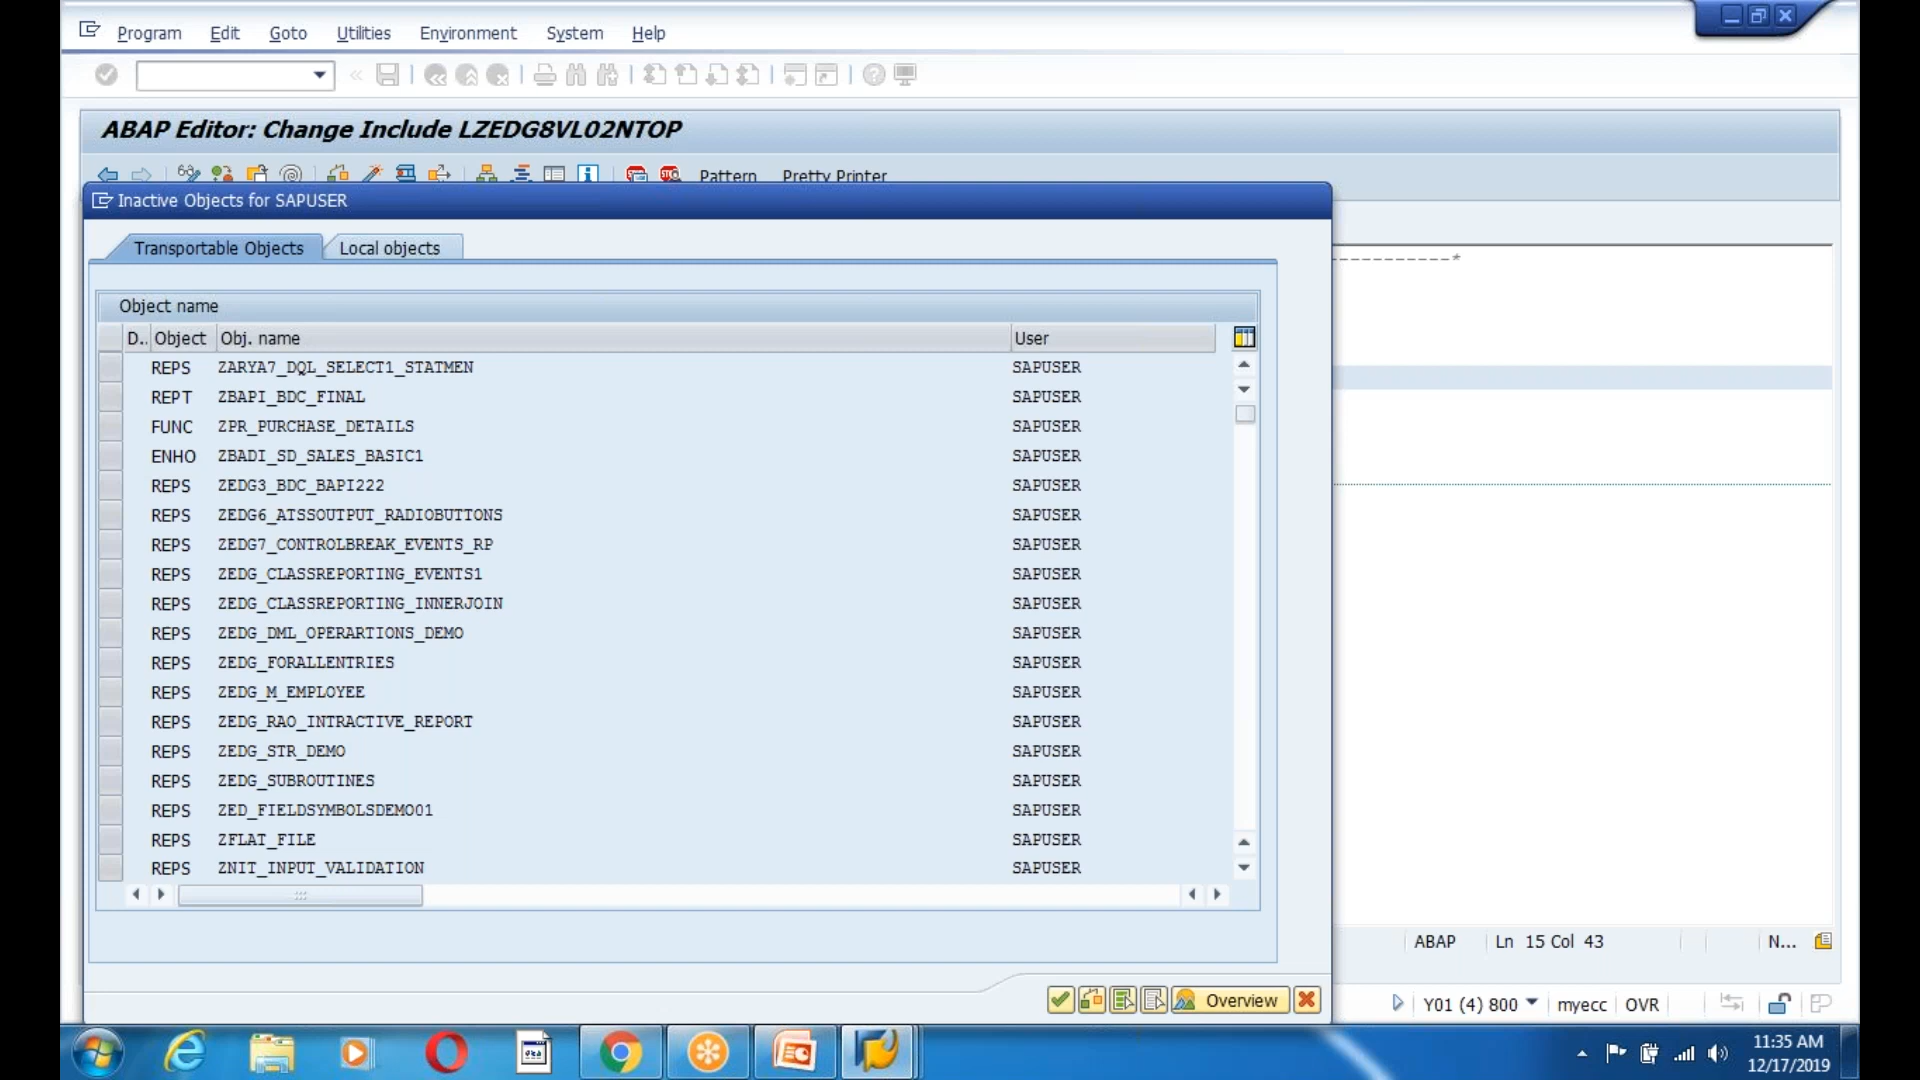 Program Edit Goto Utilities Environment System Help
ABAP Editor: Change Include LZEDG8VL02NTOP
Pattern Pretty Printer
Inactive Objects for SAPUSER
Transportable Objects Local objects
-----------*
Object name
D.. Object Obj. name User
REPS ZARYA7_DQL_SELECT1_STATMEN SAPUSER
REPT ZBAPI_BDC_FINAL SAPUSER
FUNC ZPR_PURCHASE_DETAILS SAPUSER
ENHO ZBADI_SD_SALES_BASIC1 SAPUSER
REPS ZEDG3_BDC_BAPI222 SAPUSER
REPS ZEDG6_ATSSOUTPUT_RADIOBUTTONS SAPUSER
REPS ZEDG7_CONTROLBREAK_EVENTS_RP SAPUSER
REPS ZEDG_CLASSREPORTING_EVENTS1 SAPUSER
REPS ZEDG_CLASSREPORTING_INNERJOIN SAPUSER
REPS ZEDG_DML_OPERARTIONS_DEMO SAPUSER
REPS ZEDG_FORALLENTRIES SAPUSER
REPS ZEDG_M_EMPLOYEE SAPUSER
REPS ZEDG_RAO_INTRACTIVE_REPORT SAPUSER
REPS ZEDG_STR_DEMO SAPUSER
REPS ZEDG_SUBROUTINES SAPUSER
REPS ZED_FIELDSYMBOLSDEMO01 SAPUSER
REPS ZFLAT_FILE SAPUSER
REPS ZNIT_INPUT_VALIDATION SAPUSER
ABAP Ln 15 Col 43 N...
Overview
Y01 (4) 800 myecc OVR
11:35 AM
12/17/2019